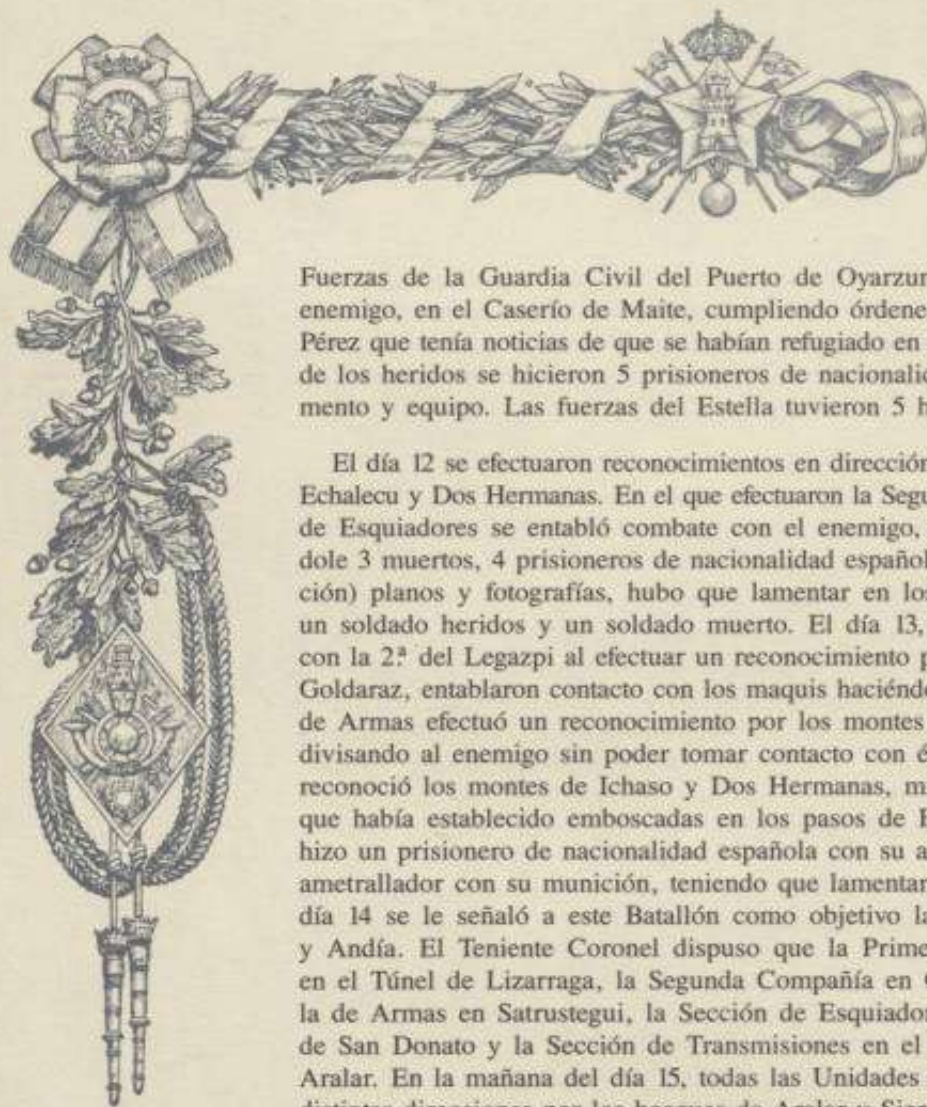 Fuerzas de la Guardia Civil del Puerto de Oyarzun
enemigo, en el Caserío de Maite, cumpliendo órdene
Pérez que tenía noticias de que se habían refugiado en
de los heridos se hicieron 5 prisioneros de nacionalid
mento y equipo. Las fuerzas del Estella tuvieron 5 h
El día 12 se efectuaron reconocimientos en dirección
Echalecu y Dos Hermanas. En el que efectuaron la Segu
de Esquiadores se entabló combate con el enemigo,
dole 3 muertos, 4 prisioneros de nacionalidad español
ción) planos y fotografías, hubo que lamentar en los
un soldado heridos y un soldado muerto. El día 13,
con la 2.ª del Legazpi al efectuar un reconocimiento p
Goldaraz, entablaron contacto con los maquis haciénd
de Armas efectuó un reconocimiento por los montes
divisando al enemigo sin poder tomar contacto con é
reconoció los montes de Ichaso y Dos Hermanas, m
que había establecido emboscadas en los pasos de
hizo un prisionero de nacionalidad española con su a
ametrallador con su munición, teniendo que lamentar
día 14 se le señaló a este Batallón como objetivo la
y Andía. El Teniente Coronel dispuso que la Prime
en el Túnel de Lizarraga, la Segunda Compañía en
la de Armas en Satrustegui, la Sección de Esquiador
de San Donato y la Sección de Transmisiones en el
Aralar. En la mañana del día 15, todas las Unidades
distintas direcciones por los bosques de Aralar y